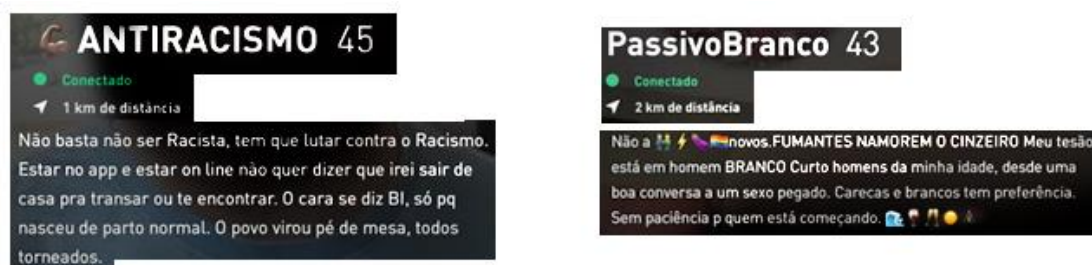 💪🏾 ANTIRACISMO 45
Conectado
1 km de distância
Não basta não ser Racista, tem que lutar contra o Racismo.
Estar no app e estar on line não quer dizer que irei sair de
casa pra transar ou te encontrar. O cara se diz BI, só pq
nasceu de parto normal. O povo virou pé de mesa, todos
torneados.
PassivoBranco 43
Conectado
2 km de distância
Não a 👬⚡🍆🏳️‍🌈novos.FUMANTES NAMOREM O CINZEIRO Meu tesão
está em homem BRANCO Curto homens da minha idade, desde uma
boa conversa a um sexo pegado. Carecas e brancos tem preferência.
Sem paciência p quem está começando. 🌊🍷🥂🌕